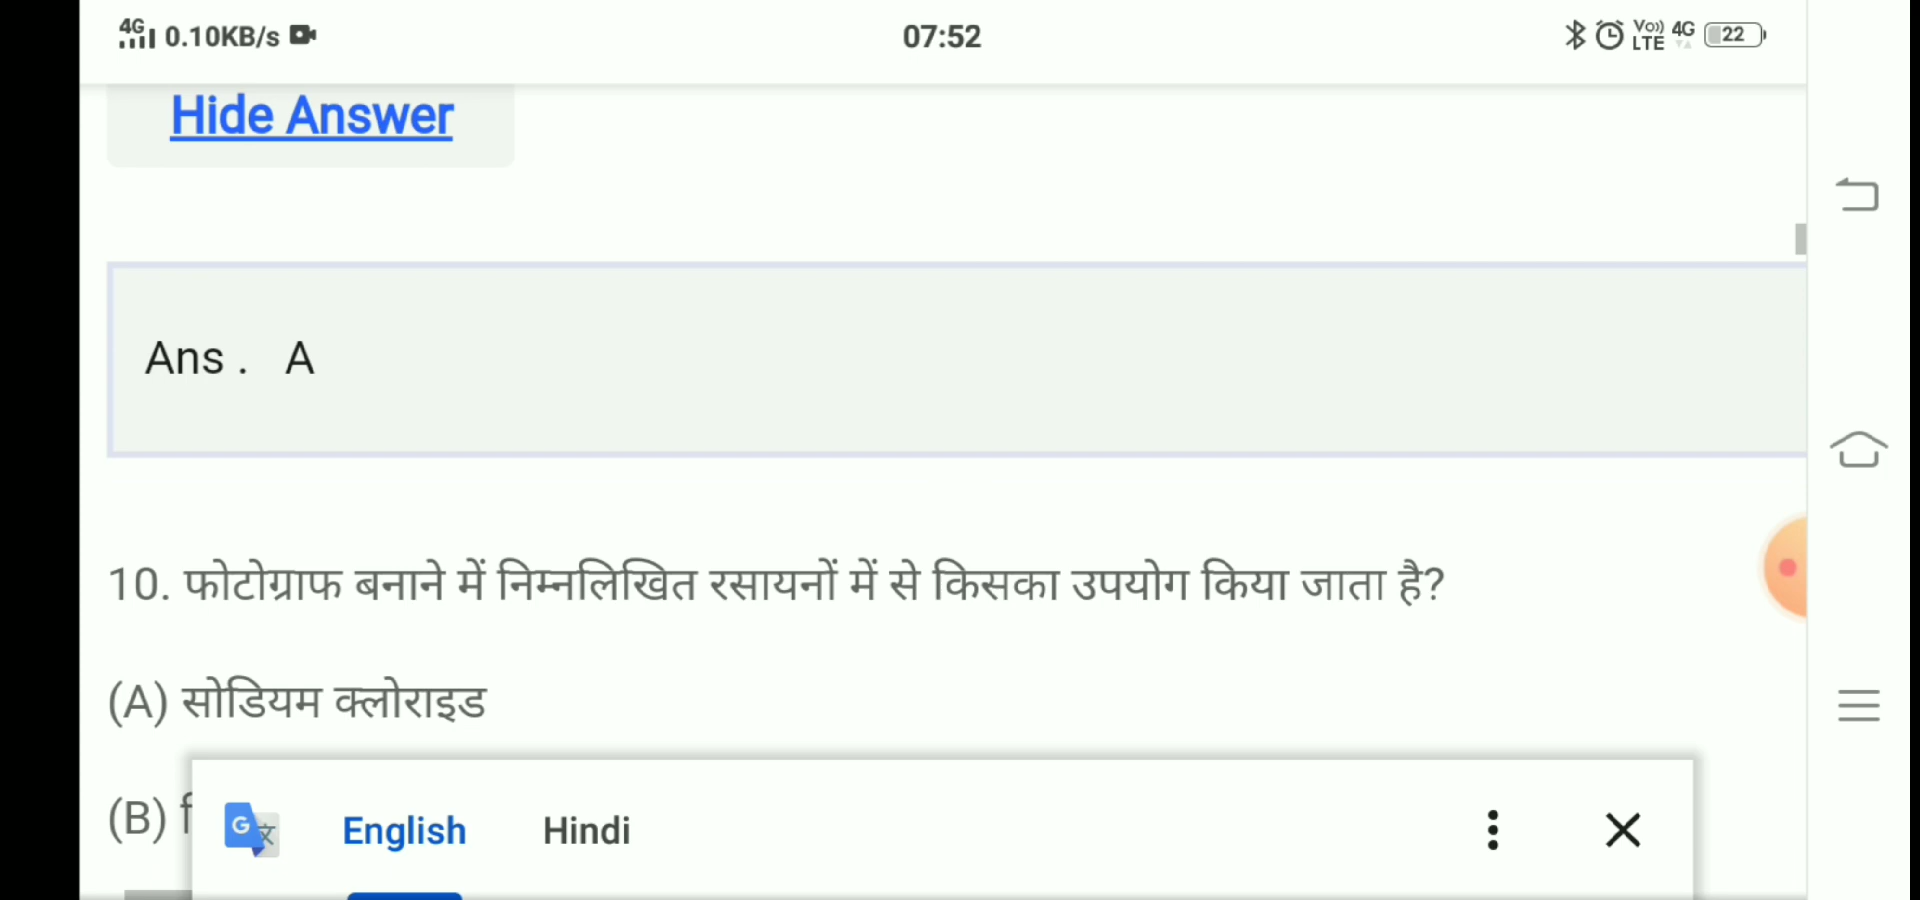 4G 0.10KB/s 07:52 Vo)) LTE 4G 22
Hide Answer
Ans . A
10. फोटोग्राफ बनाने में निम्नलिखित रसायनों में से किसका उपयोग किया जाता है?
(A) सोडियम क्लोराइड
(B)
G 文 English Hindi